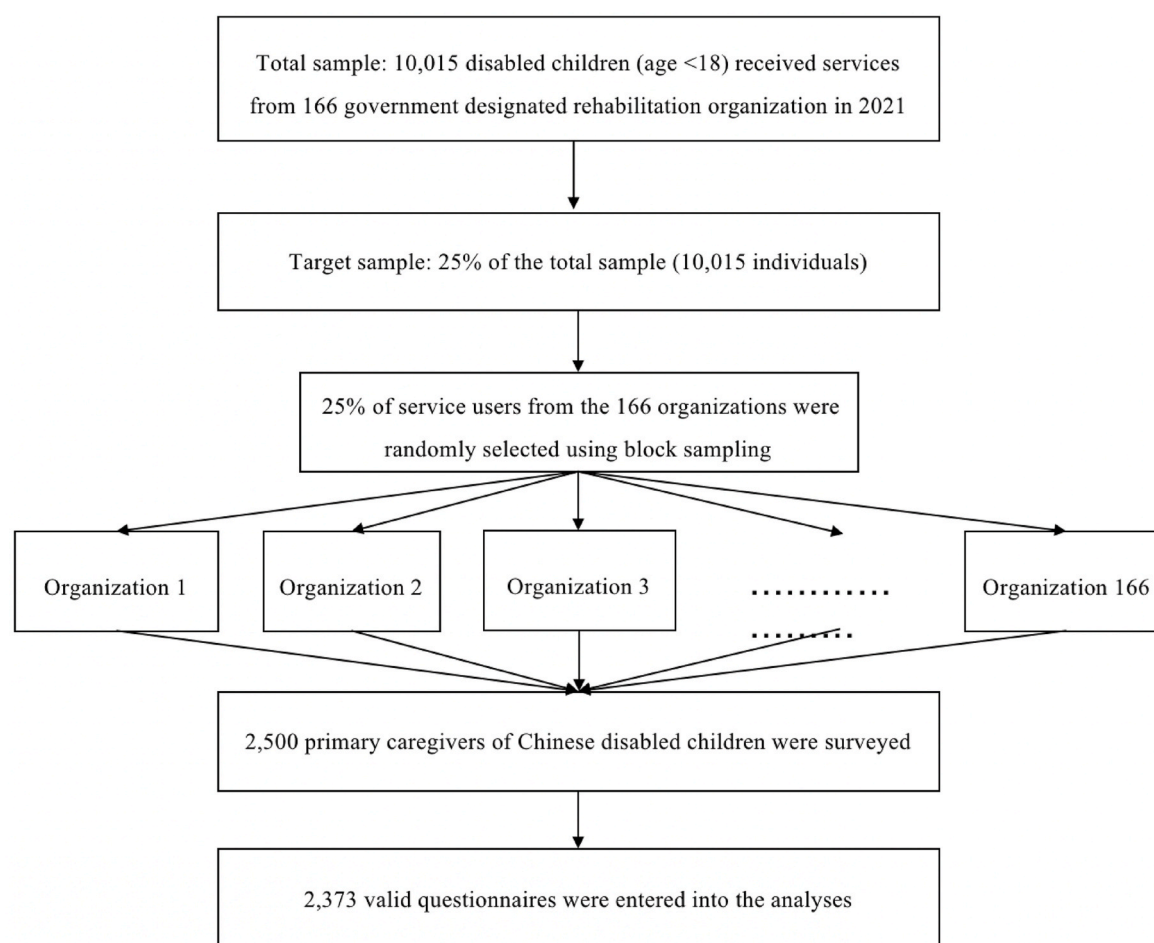 Total sample: 10,015 disabled children (age <18) received services
from 166 government designated rehabilitation organization in 2021
Target sample: 25% of the total sample (10,015 individuals)
25% of service users from the 166 organizations were
randomly selected using block sampling
Organization 1
Organization 2
Organization 3
............
.........
Organization 166
2,500 primary caregivers of Chinese disabled children were surveyed
2,373 valid questionnaires were entered into the analyses